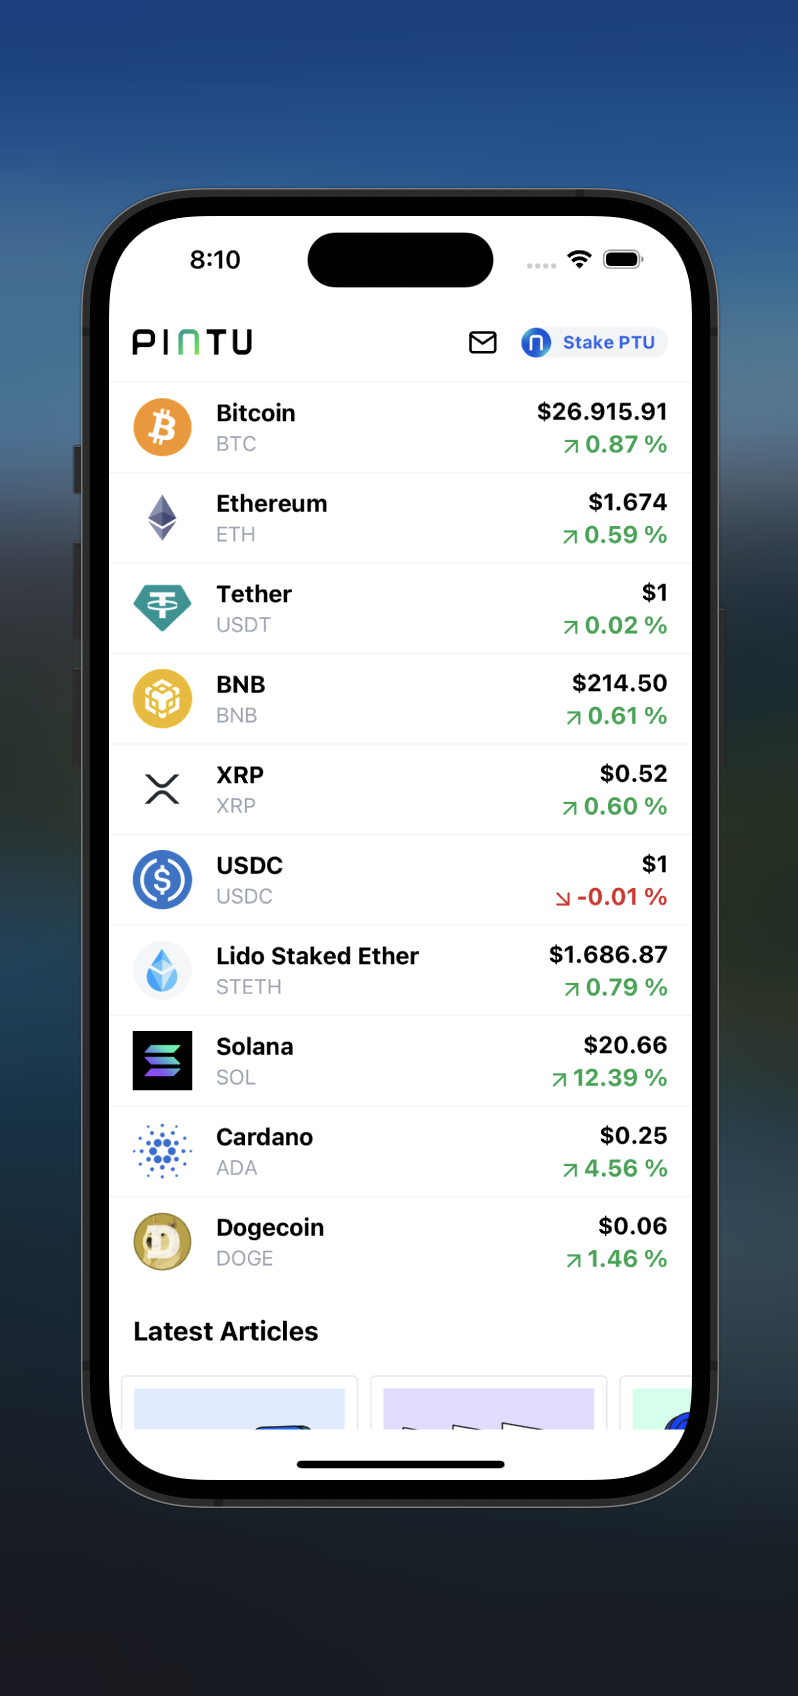 8:10
PINTU
Stake PTU
Bitcoin $26.915.91
BTC 0.87 %
Ethereum $1.674
ETH 0.59 %
Tether $1
USDT 0.02 %
BNB $214.50
BNB 0.61 %
XRP $0.52
XRP 0.60 %
USDC $1
USDC -0.01 %
Lido Staked Ether $1.686.87
STETH 0.79 %
Solana $20.66
SOL 12.39 %
Cardano $0.25
ADA 4.56 %
Dogecoin $0.06
DOGE 1.46 %
Latest Articles